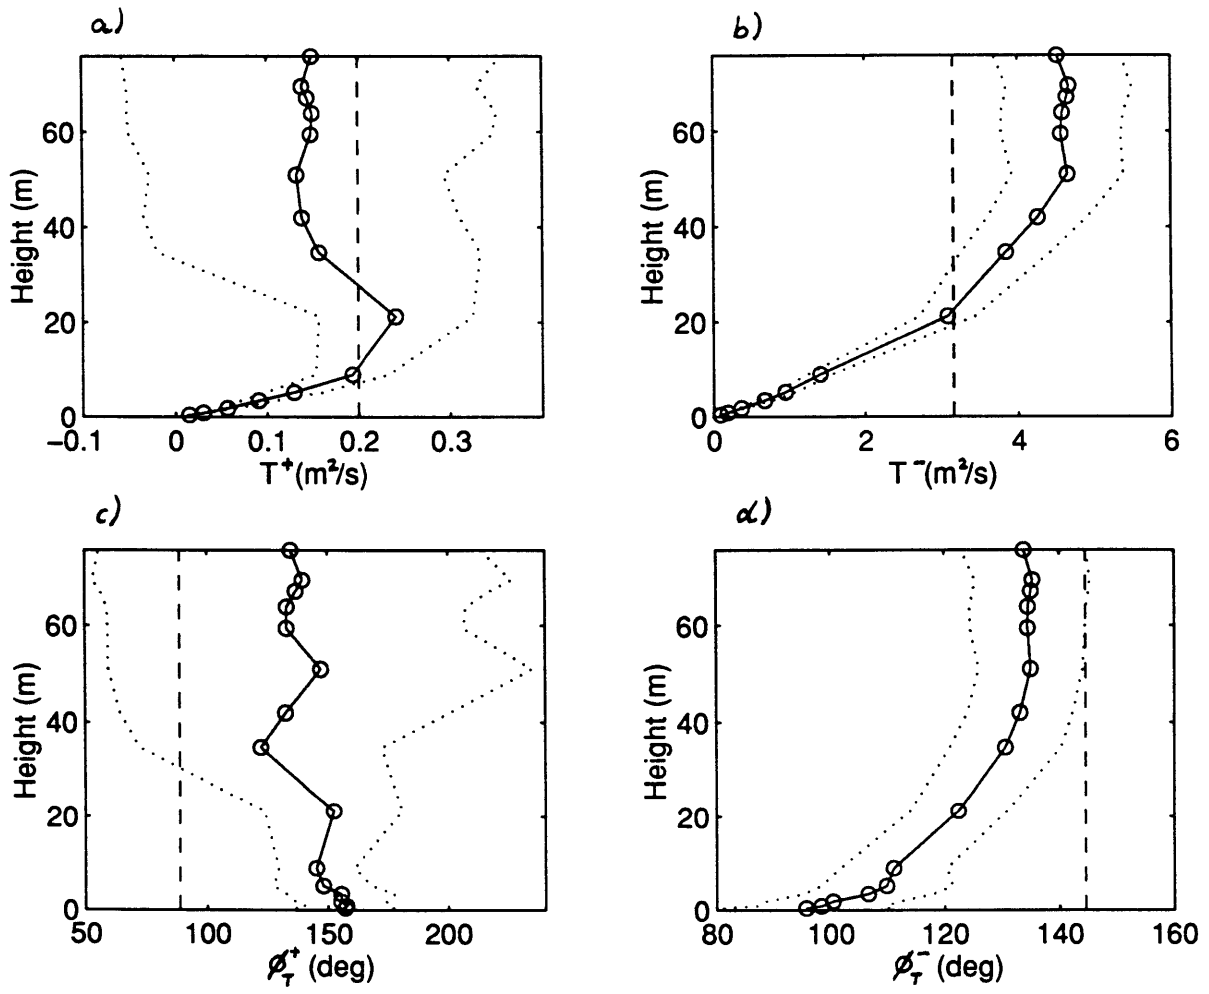 a)
60
40
20
0
Height (m)
−0.1 0 0.1 0.2 0.3
T⁺(m²/s)
b)
60
40
20
0
Height (m)
0 2 4 6
T⁻(m²/s)
c)
60
40
20
0
Height (m)
50 100 150 200
ϕ_T⁺ (deg)
d)
60
40
20
0
Height (m)
80 100 120 140 160
ϕ_T⁻ (deg)